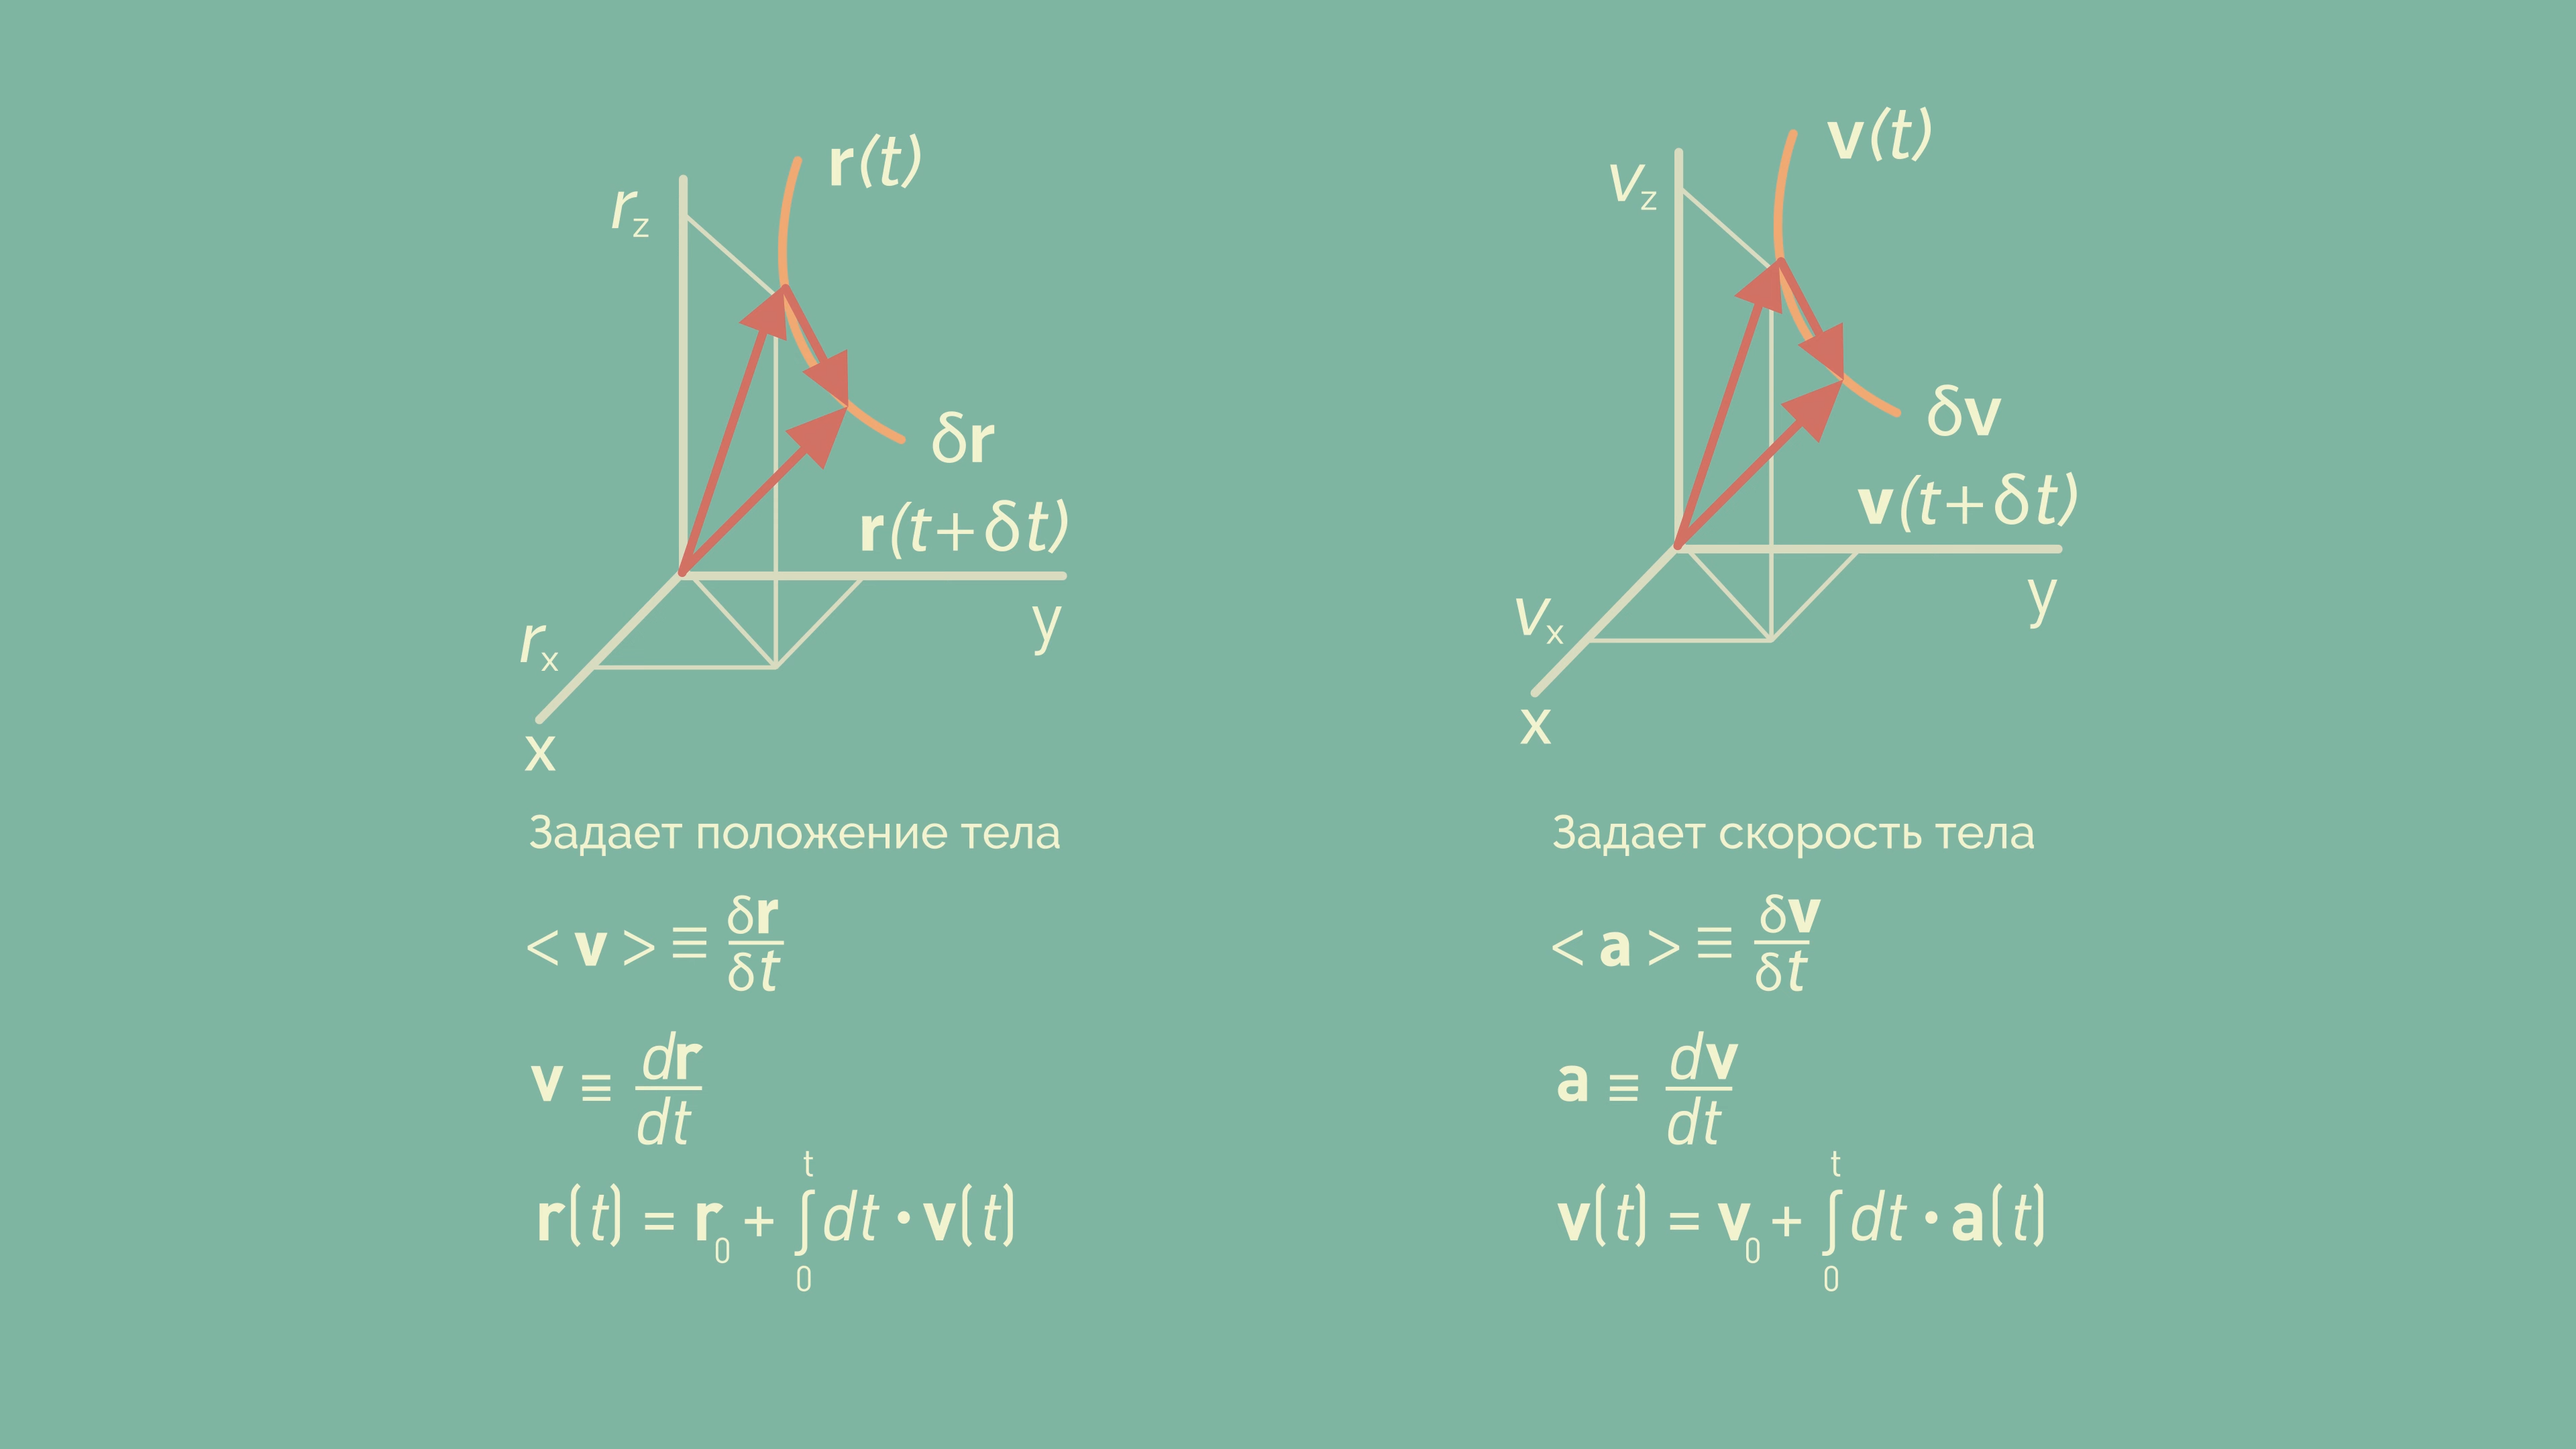 r(t)
r_z
δr
r(t+δt)
y
r_x
x
Задает положение тела
< v > ≡ δr/δt
v ≡ dr/dt
r(t) = r_0 + ∫_0^t dt · v(t)
v(t)
v_z
δv
v(t+δt)
y
v_x
x
Задает скорость тела
< a > ≡ δv/δt
a ≡ dv/dt
v(t) = v_0 + ∫_0^t dt · a(t)